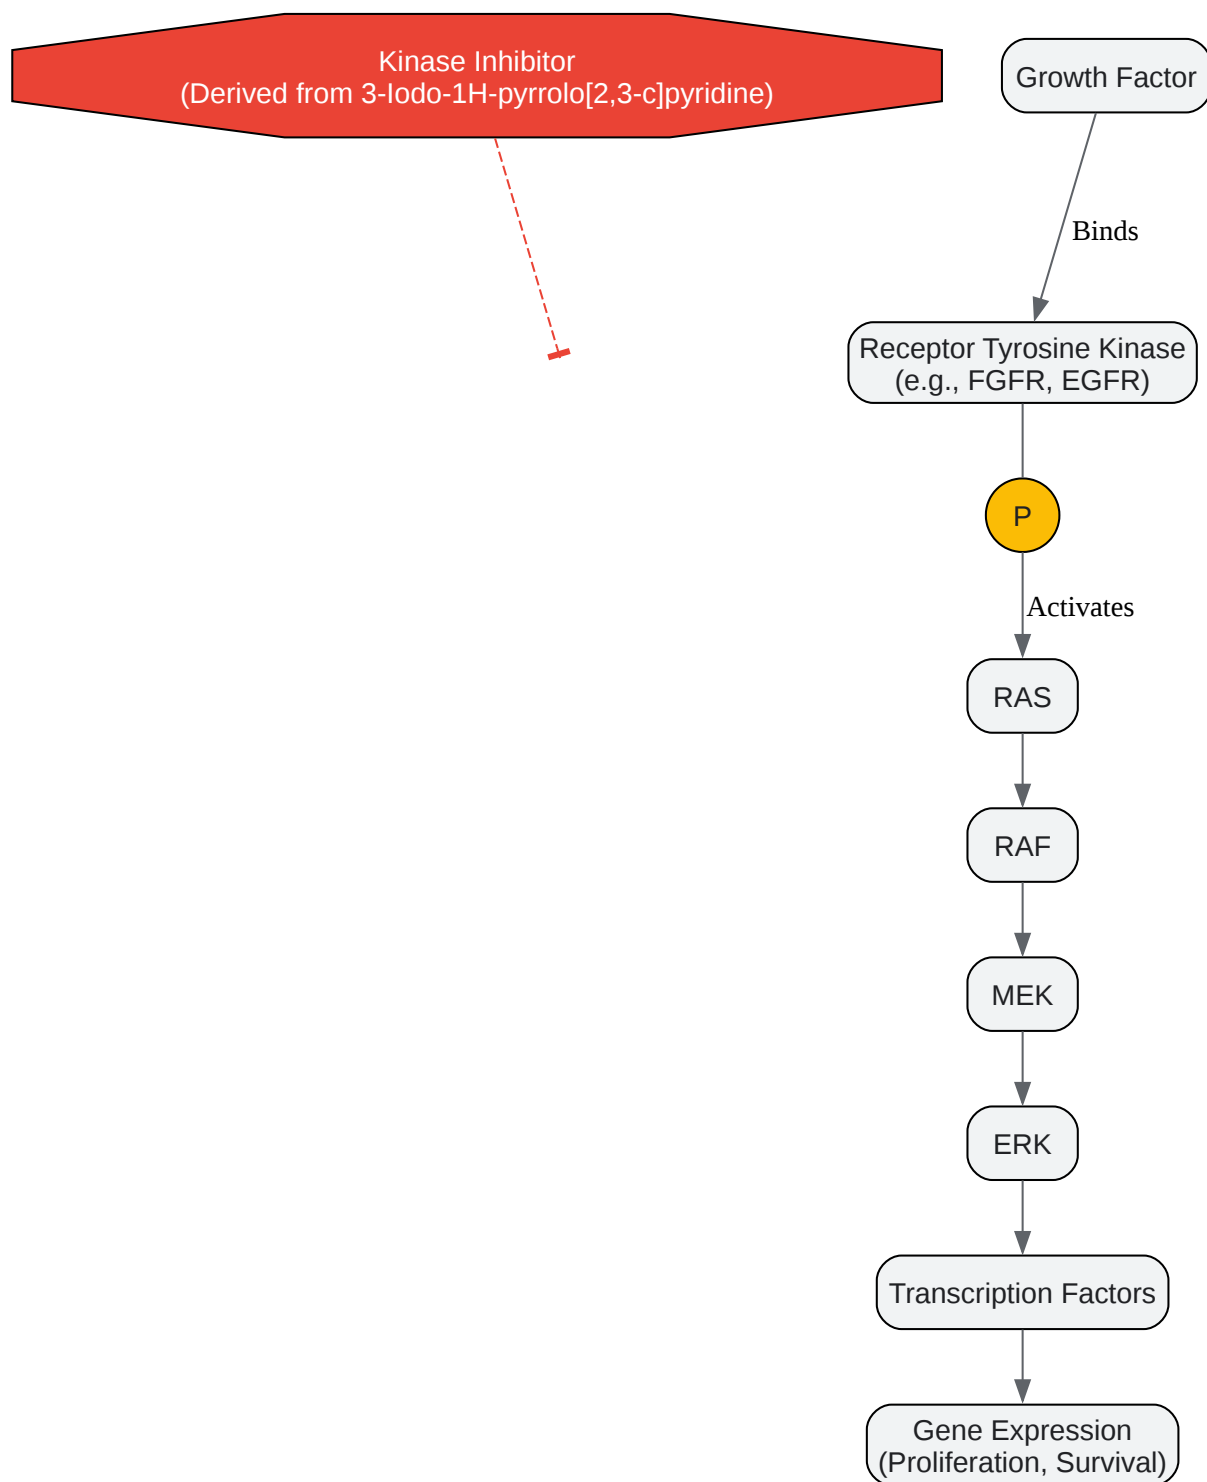 Kinase Inhibitor
(Derived from 3-Iodo-1H-pyrrolo[2,3-c]pyridine)
Growth Factor
Binds
Receptor Tyrosine Kinase
(e.g., FGFR, EGFR)
P
Activates
RAS
RAF
MEK
ERK
Transcription Factors
Gene Expression
(Proliferation, Survival)